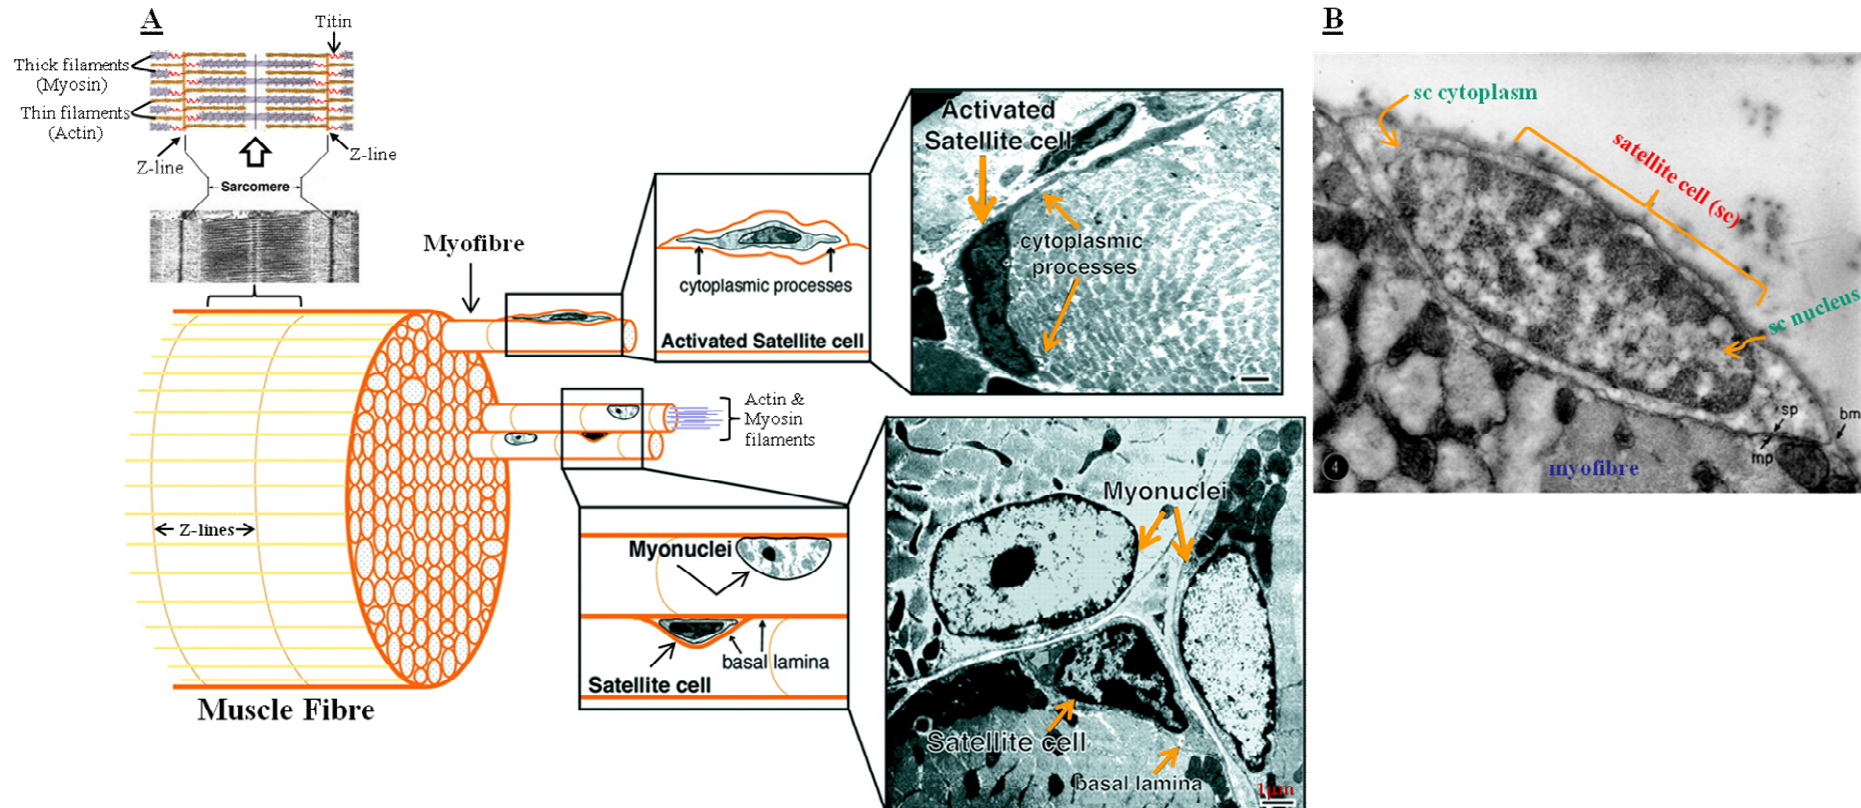 A
Titin
Thick filaments
(Myosin)
Thin filaments
(Actin)
Z-line
Z-line
Sarcomere
Myofibre
cytoplasmic processes
Activated Satellite cell
Activated
Satellite cell
cytoplasmic
processes
Actin &
Myosin
filaments
Z-lines
Muscle Fibre
Myonuclei
basal lamina
Satellite cell
Myonuclei
Satellite cell
basal lamina
1µm
B
sc cytoplasm
satellite cell (sc)
sc nucleus
sp
bm
mp
myofibre
4